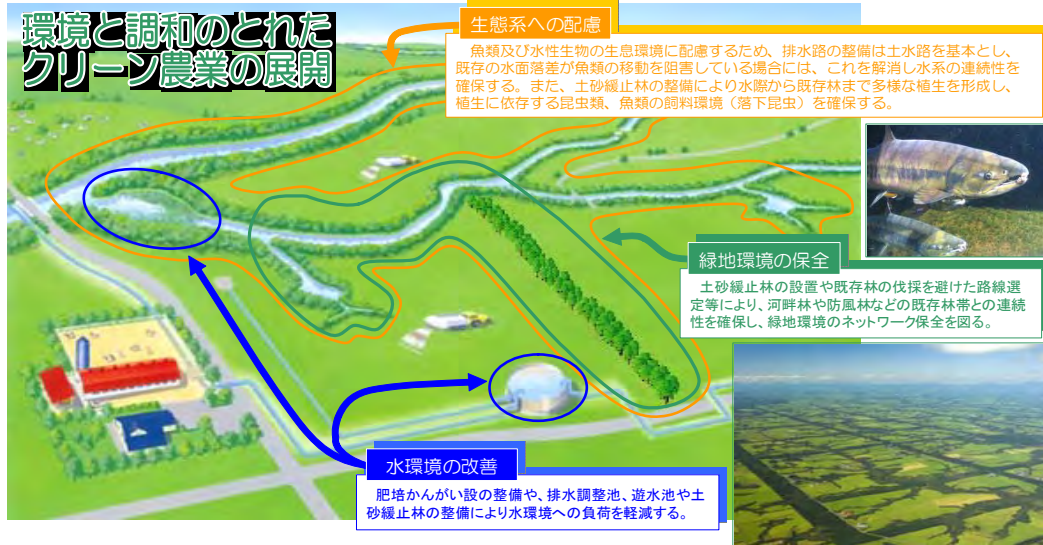 環境と調和のとれた
クリーン農業の展開
生態系への配慮
魚類及び水性生物の生息環境に配慮するため、排水路の整備は土水路を基本とし、
既存の水面落差が魚類の移動を阻害している場合には、これを解消し水系の連続性を
確保する。また、土砂緩止林の整備により水際から既存林まで多様な植生を形成し、
植生に依存する昆虫類、魚類の飼料環境（落下昆虫）を確保する。
緑地環境の保全
土砂緩止林の設置や既存林の伐採を避けた路線選
定等により、河畔林や防風林などの既存林帯との連続
性を確保し、緑地環境のネットワーク保全を図る。
水環境の改善
肥培かんがい設の整備や、排水調整池、遊水池や土
砂緩止林の整備により水環境への負荷を軽減する。